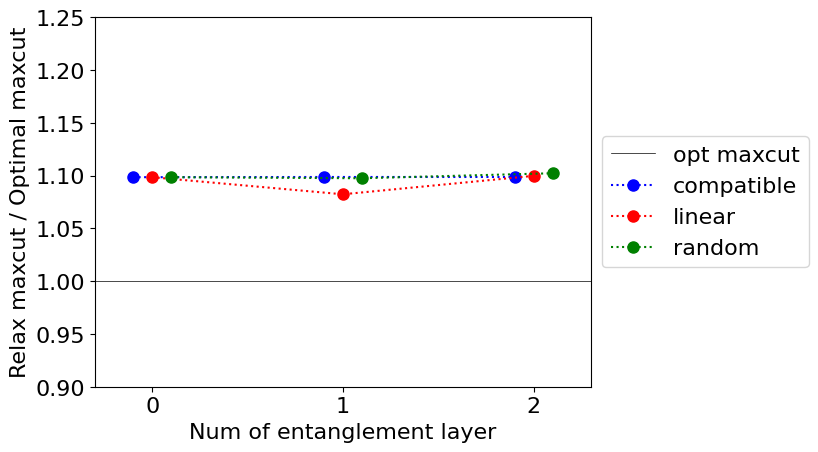 1.25
1.20
1.15
1.10
1.05
1.00
0.95
0.90
Relax maxcut / Optimal maxcut
0 1 2
Num of entanglement layer
opt maxcut
compatible
linear
random